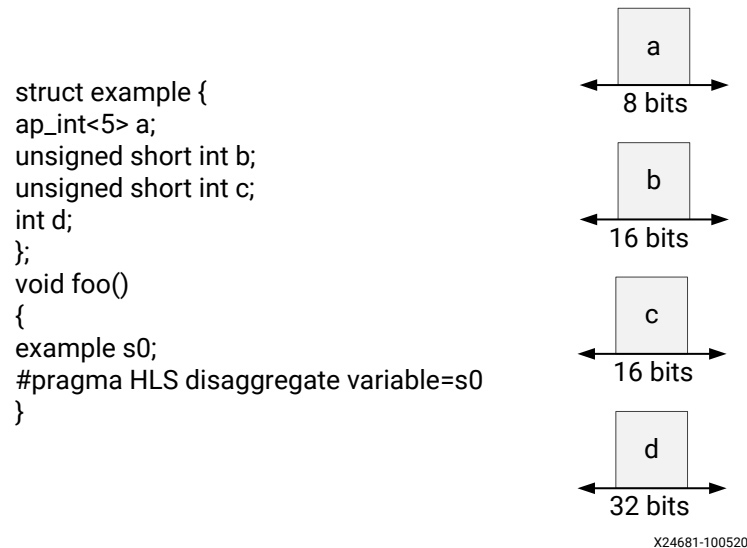 struct example {
ap_int<5> a;
unsigned short int b;
unsigned short int c;
int d;
};
void foo()
{
example s0;
#pragma HLS disaggregate variable=s0
}
a
8 bits
b
16 bits
c
16 bits
d
32 bits
X24681-100520